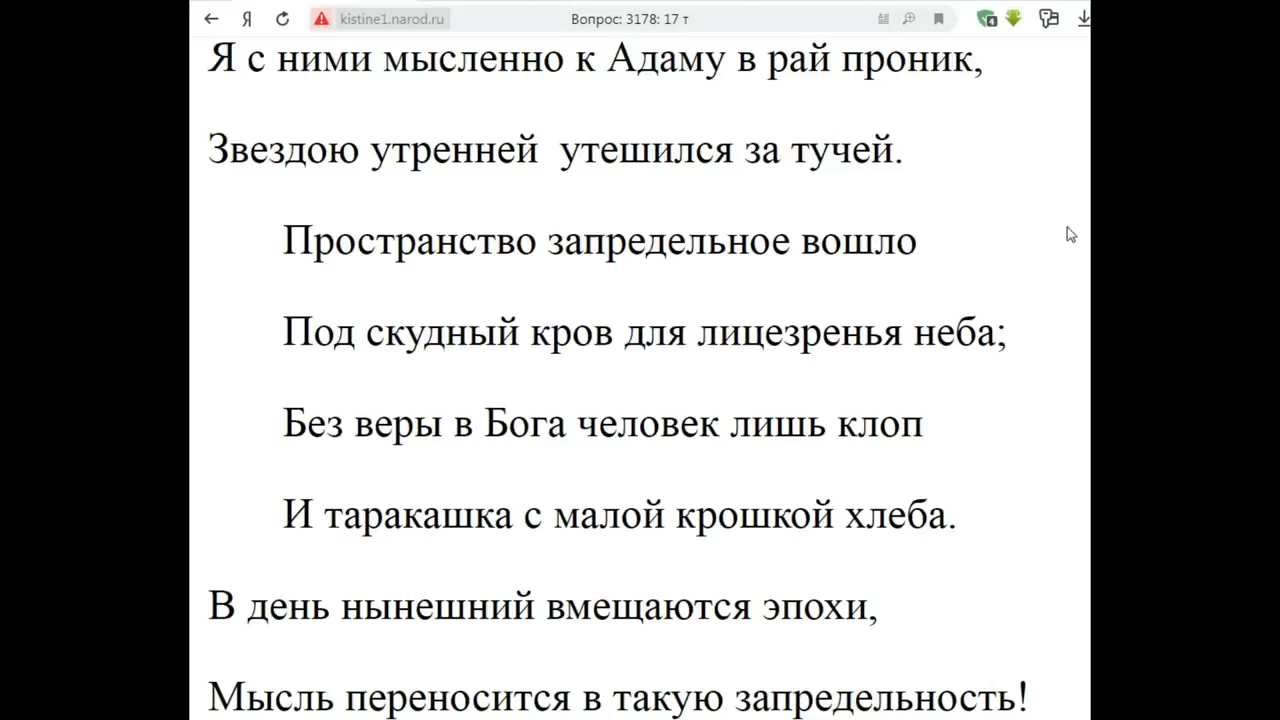 Я kistine1.narod.ru Вопрос: 3178: 17 т 4
Я с ними мысленно к Адаму в рай проник,
Звездою утренней  утешился за тучей.
Пространство запредельное вошло
Под скудный кров для лицезренья неба;
Без веры в Бога человек лишь клоп
И таракашка с малой крошкой хлеба.
В день нынешний вмещаются эпохи,
Мысль переносится в такую запредельность!